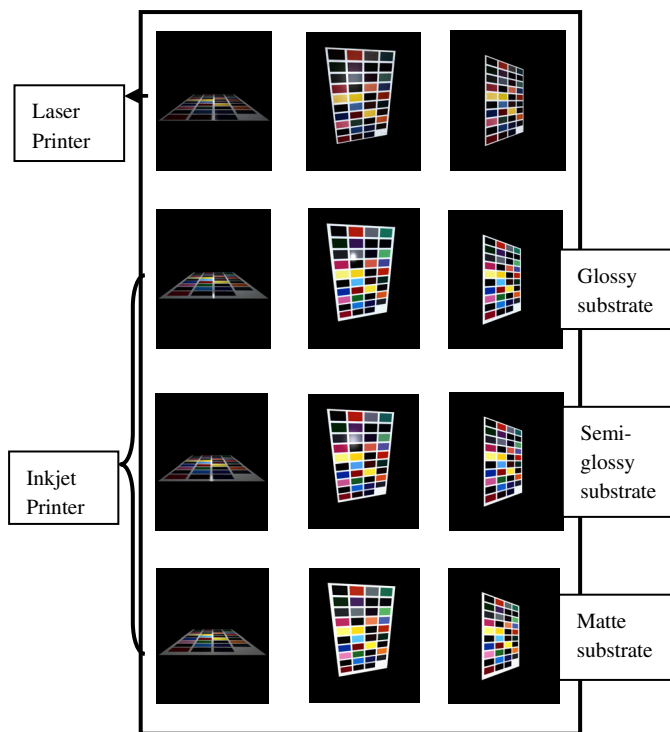 Laser
Printer
Glossy
substrate
Semi-
glossy
substrate
Inkjet
Printer
Matte
substrate